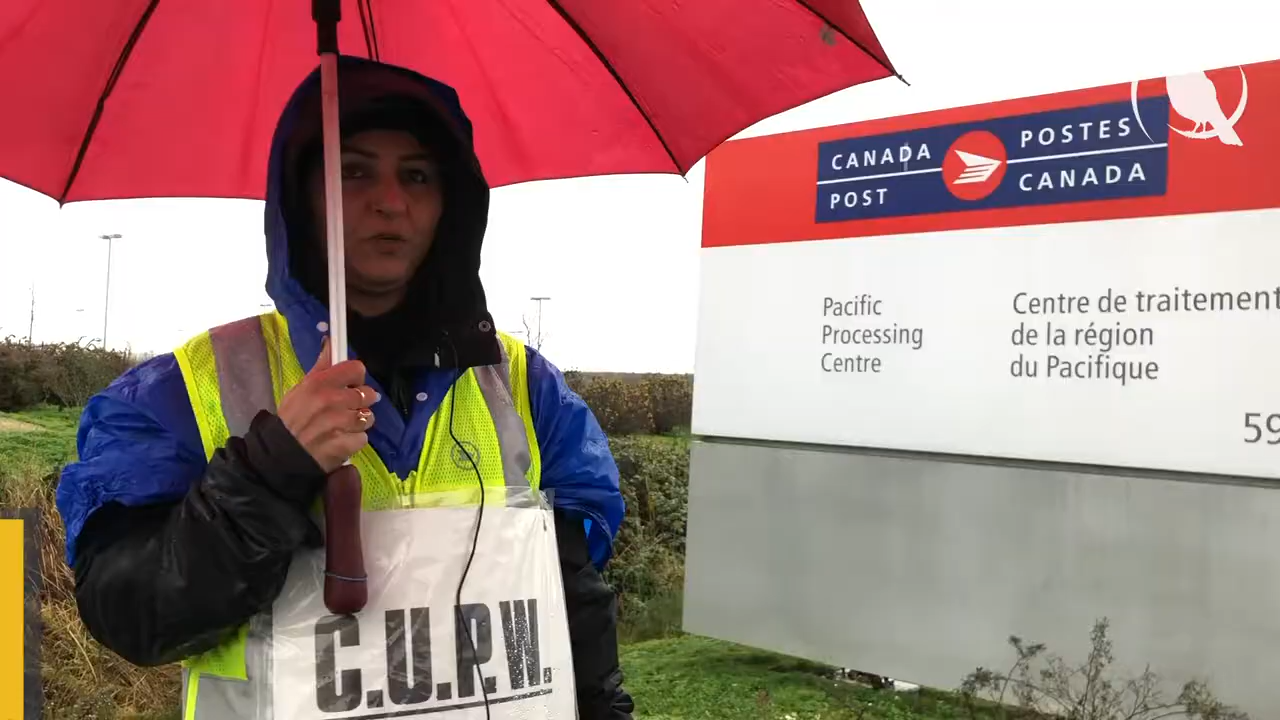 CANADA
POST
POSTES
CANADA
Pacific
Processing
Centre
Centre de traitement
de la région
du Pacifique
59
C.U.P.W.